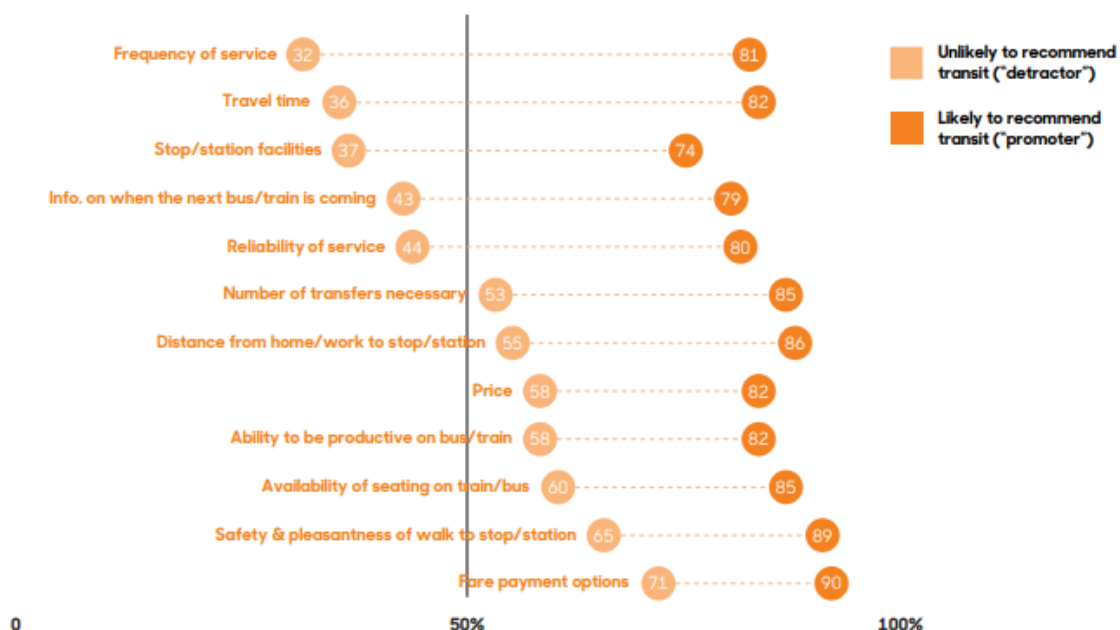 Frequency of service 32 81
Travel time 36 82
Stop/station facilities 37 74
Info. on when the next bus/train is coming 43 79
Reliability of service 44 80
Number of transfers necessary 53 85
Distance from home/work to stop/station 55 86
Price 58 82
Ability to be productive on bus/train 58 82
Availability of seating on train/bus 60 85
Safety & pleasantness of walk to stop/station 65 89
Fare payment options 71 90
0 50% 100%
Unlikely to recommend
transit ("detractor")
Likely to recommend
transit ("promoter")